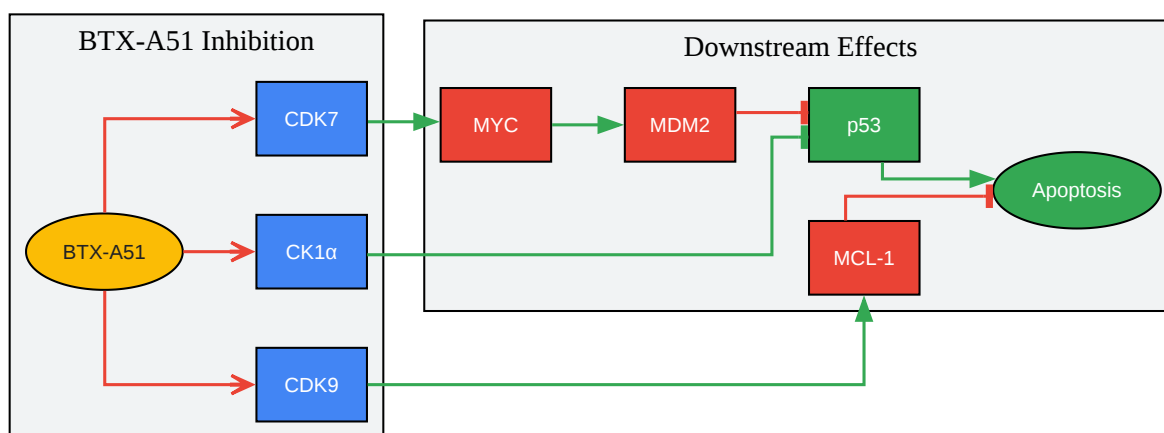 BTX-A51 Inhibition
Downstream Effects
CDK7
MYC
MDM2
p53
Apoptosis
BTX-A51
CK1α
MCL-1
CDK9